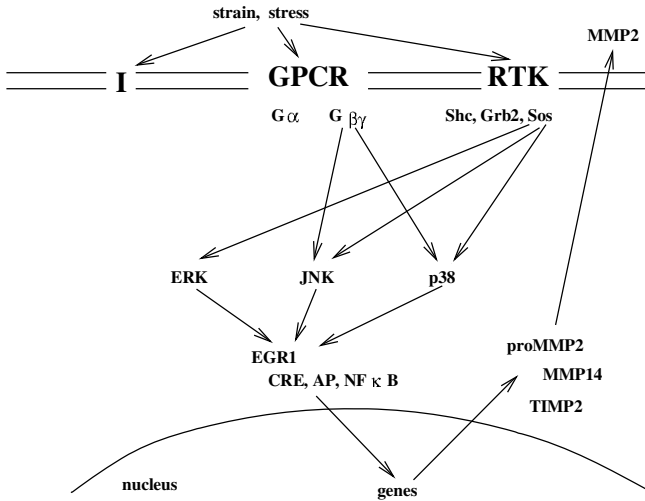 strain, stress
MMP2
I GPCR RTK
G α G βγ Shc, Grb2, Sos
ERK JNK p38
proMMP2
EGR1
MMP14
CRE, AP, NF κ B
TIMP2
nucleus genes